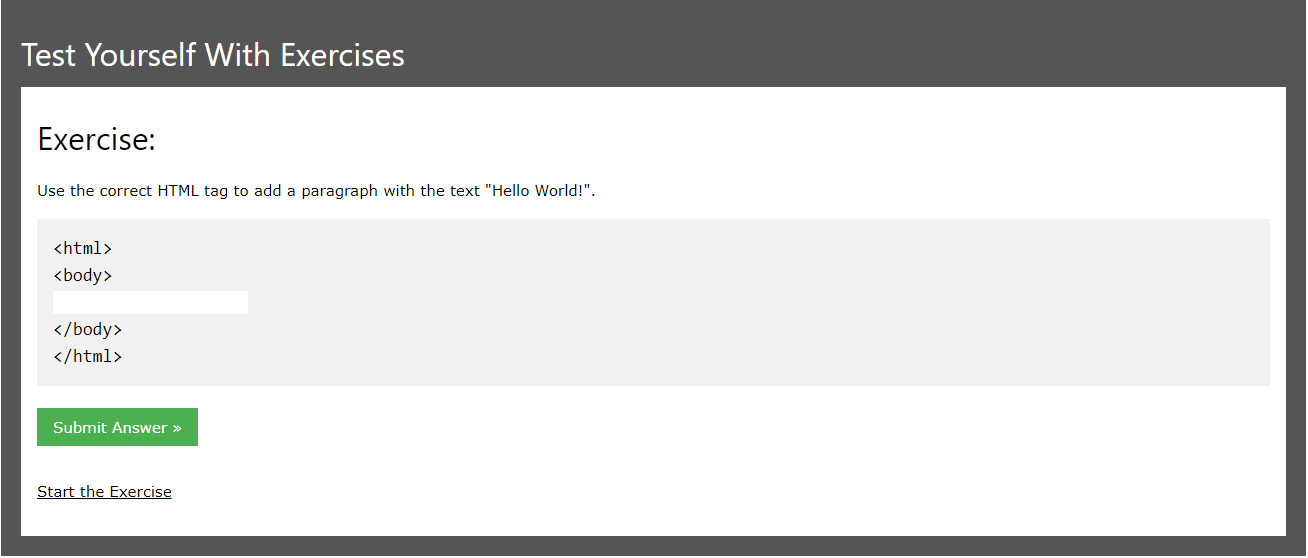 Test Yourself With Exercises
Exercise:
Use the correct HTML tag to add a paragraph with the text "Hello World!".
<html>
<body>
</body>
</html>
Submit Answer »
Start the Exercise